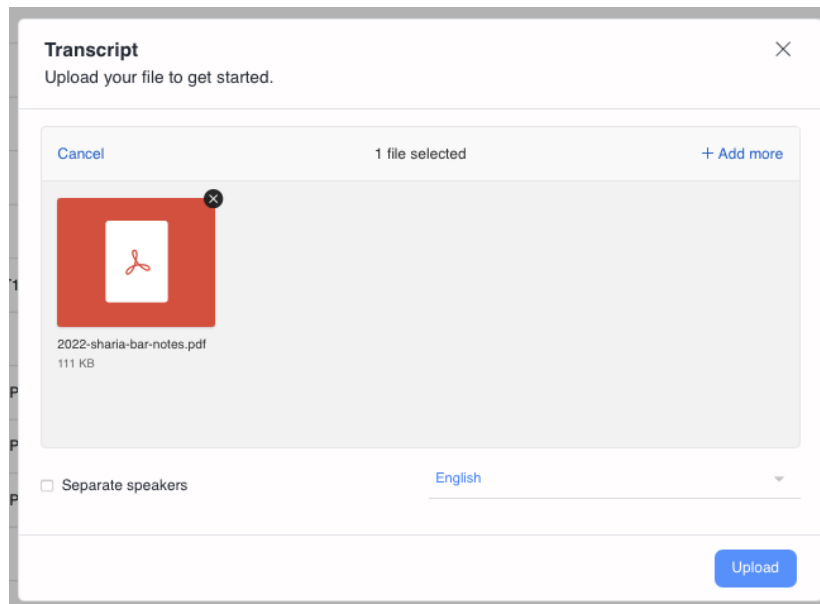 Transcript
Upload your file to get started.
Cancel
1 file selected
+ Add more
2022-sharia-bar-notes.pdf
111 KB
Separate speakers
English
Upload